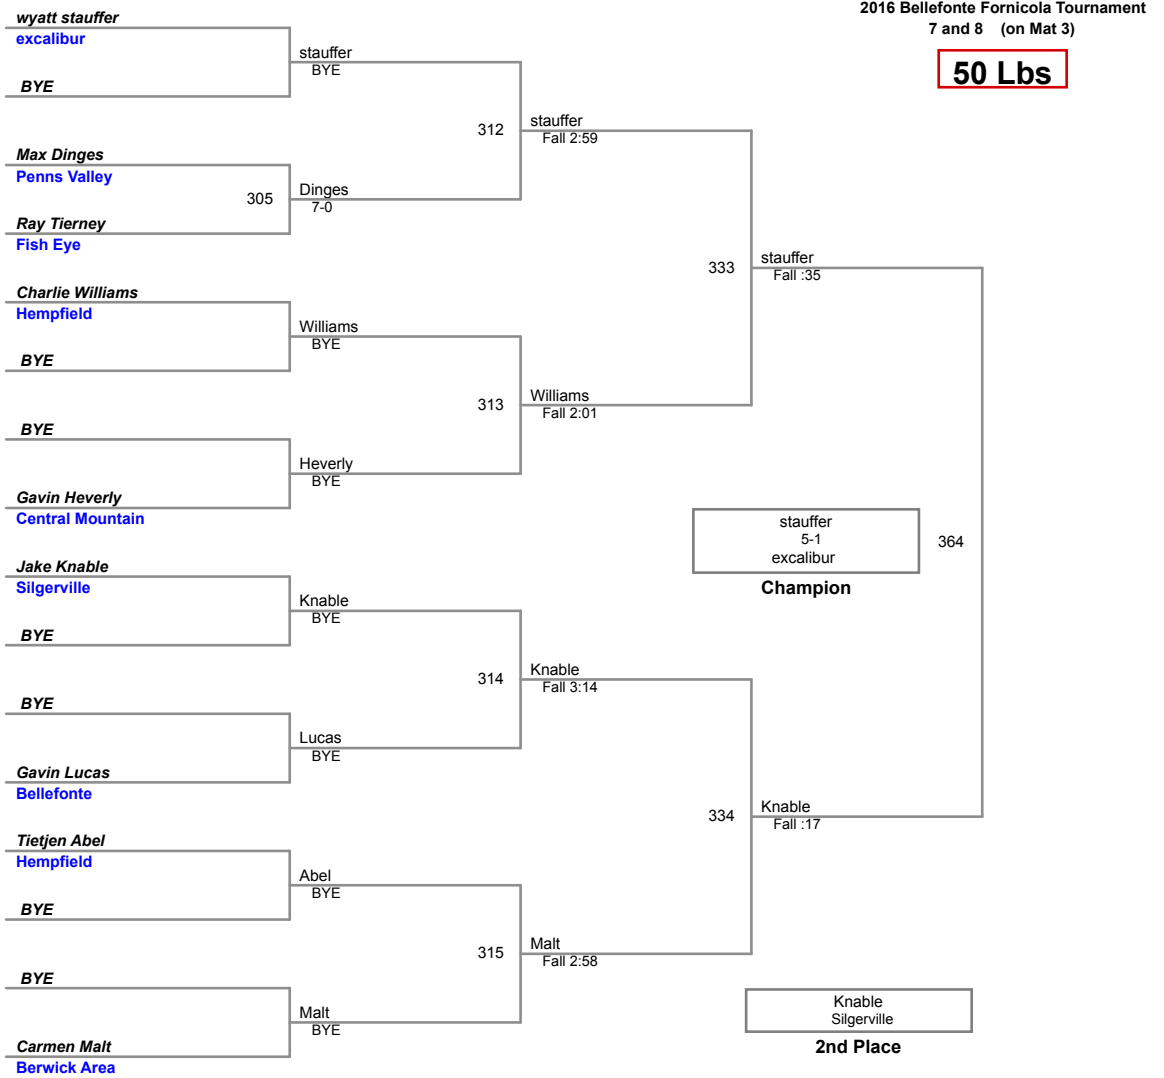 2016 Bellefonte Fornicola Tournament
7 and 8 (on Mat 3)
50 Lbs
wyatt stauffer
excalibur
BYE
Max Dinges
Penns Valley
Ray Tierney
Fish Eye
Charlie Williams
Hempfield
BYE
BYE
Gavin Heverly
Central Mountain
Jake Knable
Silgerville
BYE
BYE
Gavin Lucas
Bellefonte
Tietjen Abel
Hempfield
BYE
BYE
Carmen Malt
Berwick Area
305
stauffer
BYE
Dinges
7-0
Williams
BYE
Heverly
BYE
Knable
BYE
Lucas
BYE
Abel
BYE
Malt
BYE
312
313
314
315
stauffer
Fall 2:59
Williams
Fall 2:01
Knable
Fall 3:14
Malt
Fall 2:58
333
334
stauffer
Fall :35
Knable
Fall :17
364
stauffer
5-1
excalibur
Champion
Knable
Silgerville
2nd Place